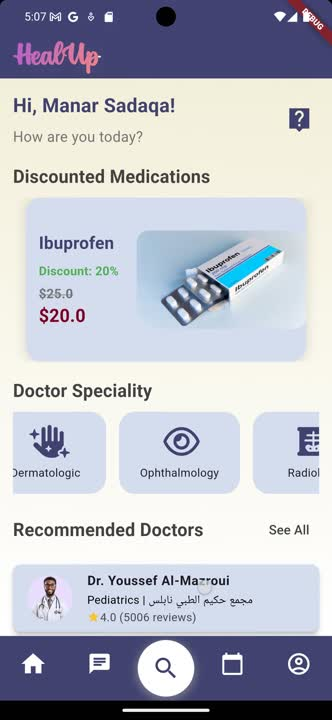 5:07
DEBUG
HealUp
Hi, Manar Sadaqa!
How are you today?
Discounted Medications
Ibuprofen
Discount: 20%
$25.0
$20.0
Ibuprofen
Ibuprofen
Doctor Speciality
Dermatologic
Ophthalmology
Radiol
Recommended Doctors
See All
Dr. Youssef Al-Mazroui
Pediatrics | مجمع حكيم الطبي نابلس
4.0 (5006 reviews)